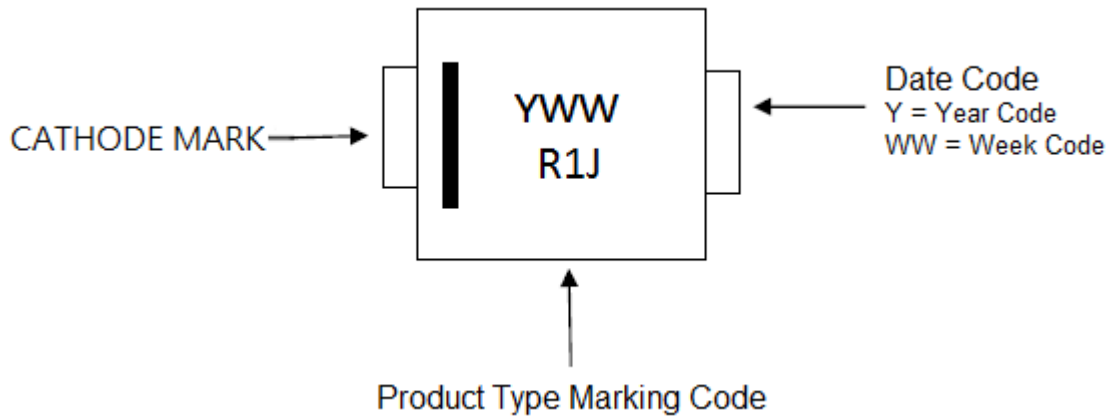 CATHODE MARK
YWW
R1J
Date Code
Y = Year Code
WW = Week Code
Product Type Marking Code